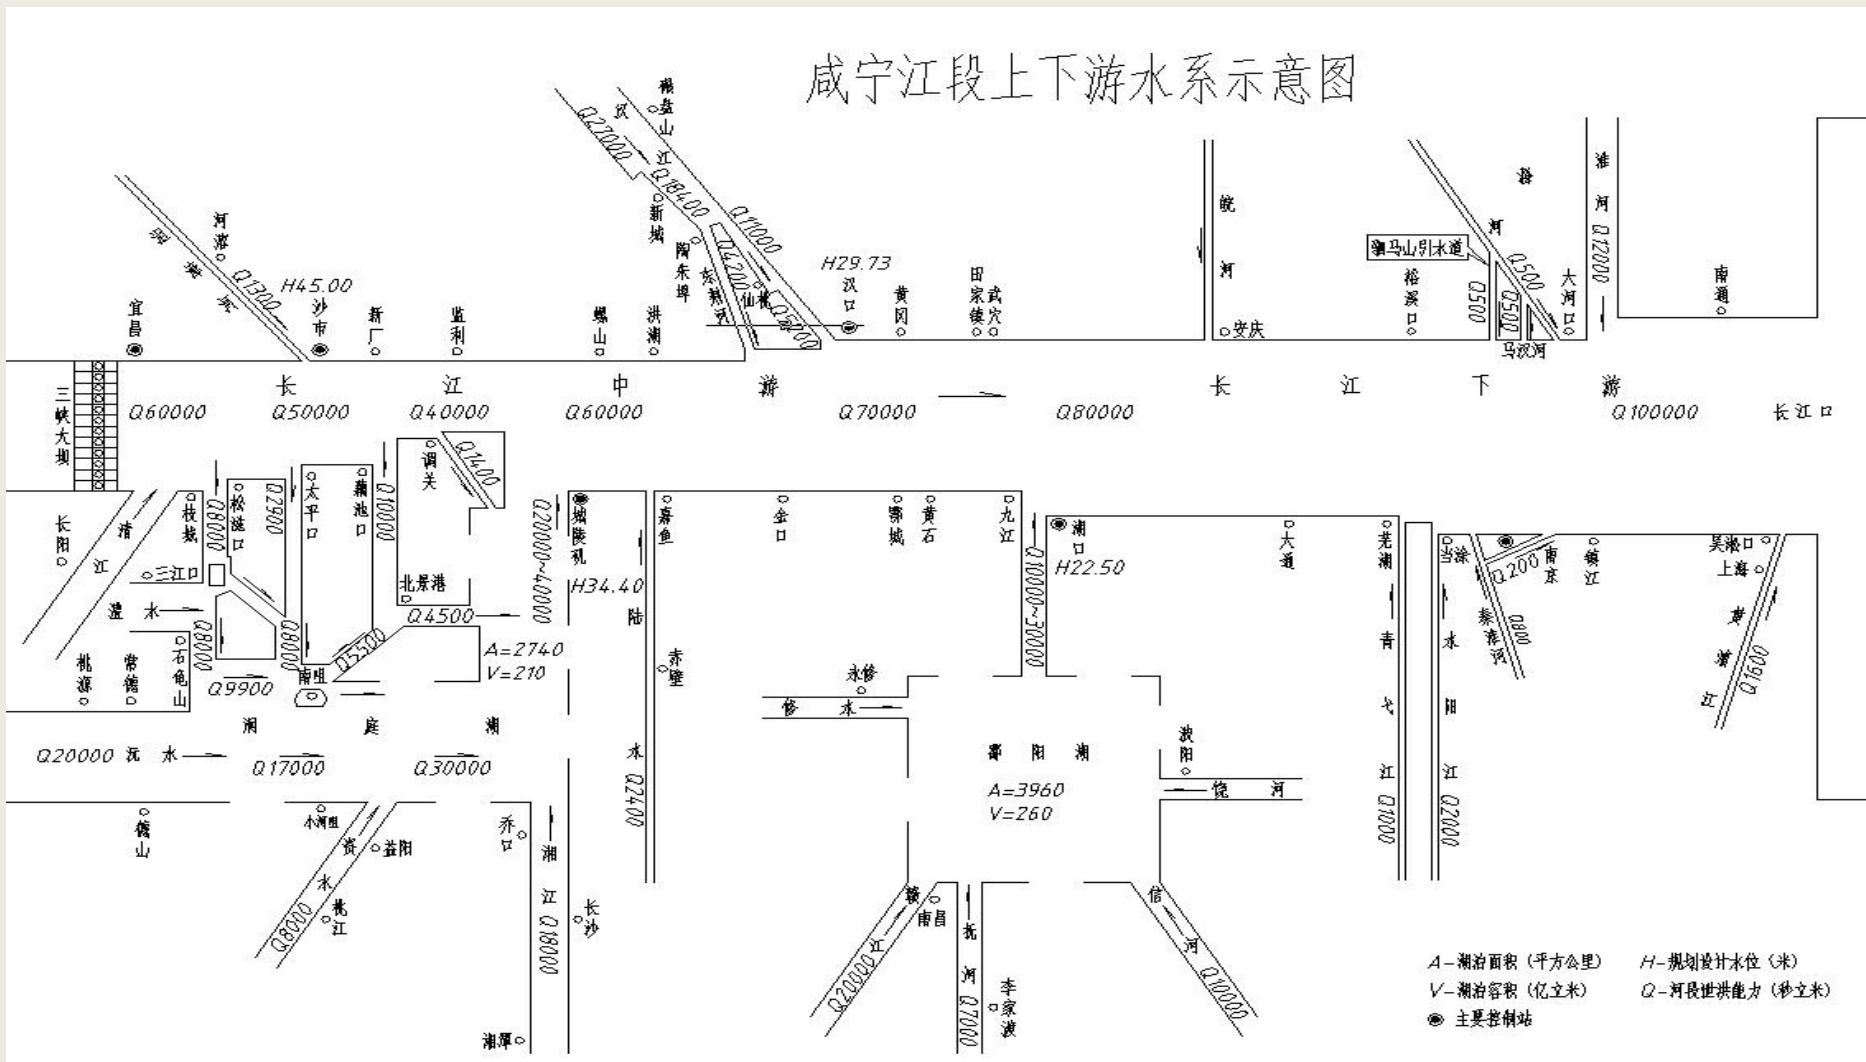 咸宁江段上下游水系示意图
碾盘山
汉江
Q27000
Q18400
Q11000
新城
陶朱埠
东荆河
Q4200
仙桃
Q5700
H29.73
汉口
黄冈
田家镇
武穴
皖河
安庆
裕溪口
驷马山引水道
滁河
Q500
Q500
Q500
马汊河
大河口
淮河
Q12000
南通
河溶
沮漳河
Q1300
H45.00
宜昌
沙市
新厂
监利
螺山
洪湖
长江中游
长江下游
三峡大坝
Q60000
Q50000
Q40000
Q60000
Q70000
Q80000
Q100000
长江口
长阳
清江
枝城
Q8000
松滋口
Q2900
太平口
藕池口
Q10000
调关
Q1400
Q20000~40000
城陵矶
H34.40
嘉鱼
金口
鄂城
黄石
九江
湖口
H22.50
Q10000~30000
大通
芜湖
当涂
Q200
南京
镇江
吴淞口
上海
三江口
澧水
Q8000
Q8000
北景港
Q4500
Q5500
A=2740
V=210
陆水
Q2400
赤壁
桃源
常德
石龟山
Q9900
南咀
洞庭湖
Q20000
沅水
Q17000
Q30000
德山
小河咀
资水
益阳
桃江
Q8000
乔口
湘江
Q18000
长沙
湘潭
永修
修水
鄱阳湖
A=3960
V=260
波阳
饶河
赣江
南昌
Q20000
抚河
Q7000
李家渡
信河
Q10000
青弋江
Q1000
水阳江
Q2000
秦淮河
Q800
黄浦江
Q1600
A-湖泊面积（平方公里）
H-规划设计水位（米）
V-湖泊容积（亿立米）
Q-河段泄洪能力（秒立米）
主要控制站